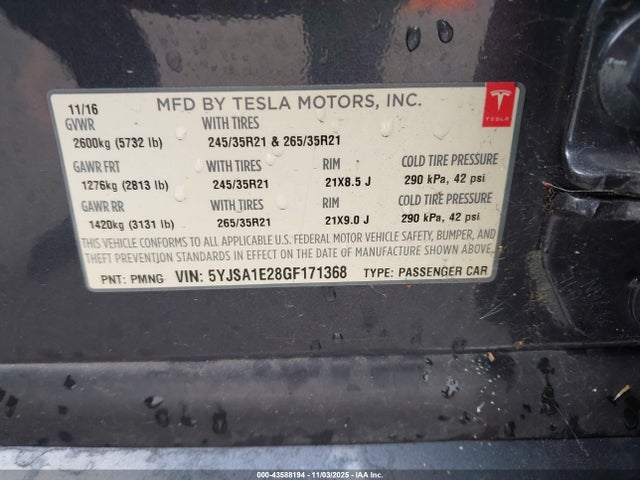 11/16 MFD BY TESLA MOTORS, INC.
TESLA
GVWR WITH TIRES
2600kg (5732 lb) 245/35R21 & 265/35R21
GAWR FRT WITH TIRES RIM COLD TIRE PRESSURE
1276kg (2813 lb) 245/35R21 21X8.5 J 290 kPa, 42 psi
GAWR RR WITH TIRES RIM COLD TIRE PRESSURE
1420kg (3131 lb) 265/35R21 21X9.0 J 290 kPa, 42 psi
THIS VEHICLE CONFORMS TO ALL APPLICABLE U.S. FEDERAL MOTOR VEHICLE SAFETY, BUMPER, AND
THEFT PREVENTION STANDARDS IN EFFECT ON THE DATE OF MANUFACTURE SHOWN ABOVE.
PNT: PMNG VIN: 5YJSA1E28GF171368 TYPE: PASSENGER CAR
000-43588194 - 11/03/2025 - IAA Inc.